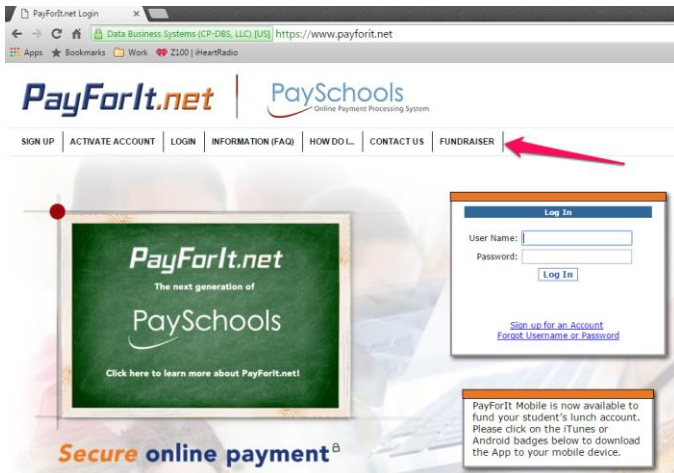 PayForIt.net Login
Data Business Systems (CP-DBS, LLC) [US] https://www.payforit.net
Apps Bookmarks Work Z100 | iHeartRadio
PayForIt.net PaySchools
Online Payment Processing System
SIGN UP ACTIVATE ACCOUNT LOGIN INFORMATION (FAQ) HOW DO I... CONTACT US FUNDRAISER
PayForIt.net
The next generation of
PaySchools
Click here to learn more about PayForIt.net!
Secure online payment
Log In
User Name:
Password:
Log In
Sign up for an Account
Forgot Username or Password
PayForIt Mobile is now available to
fund your student's lunch account.
Please click on the iTunes or
Android badges below to download
the App to your mobile device.